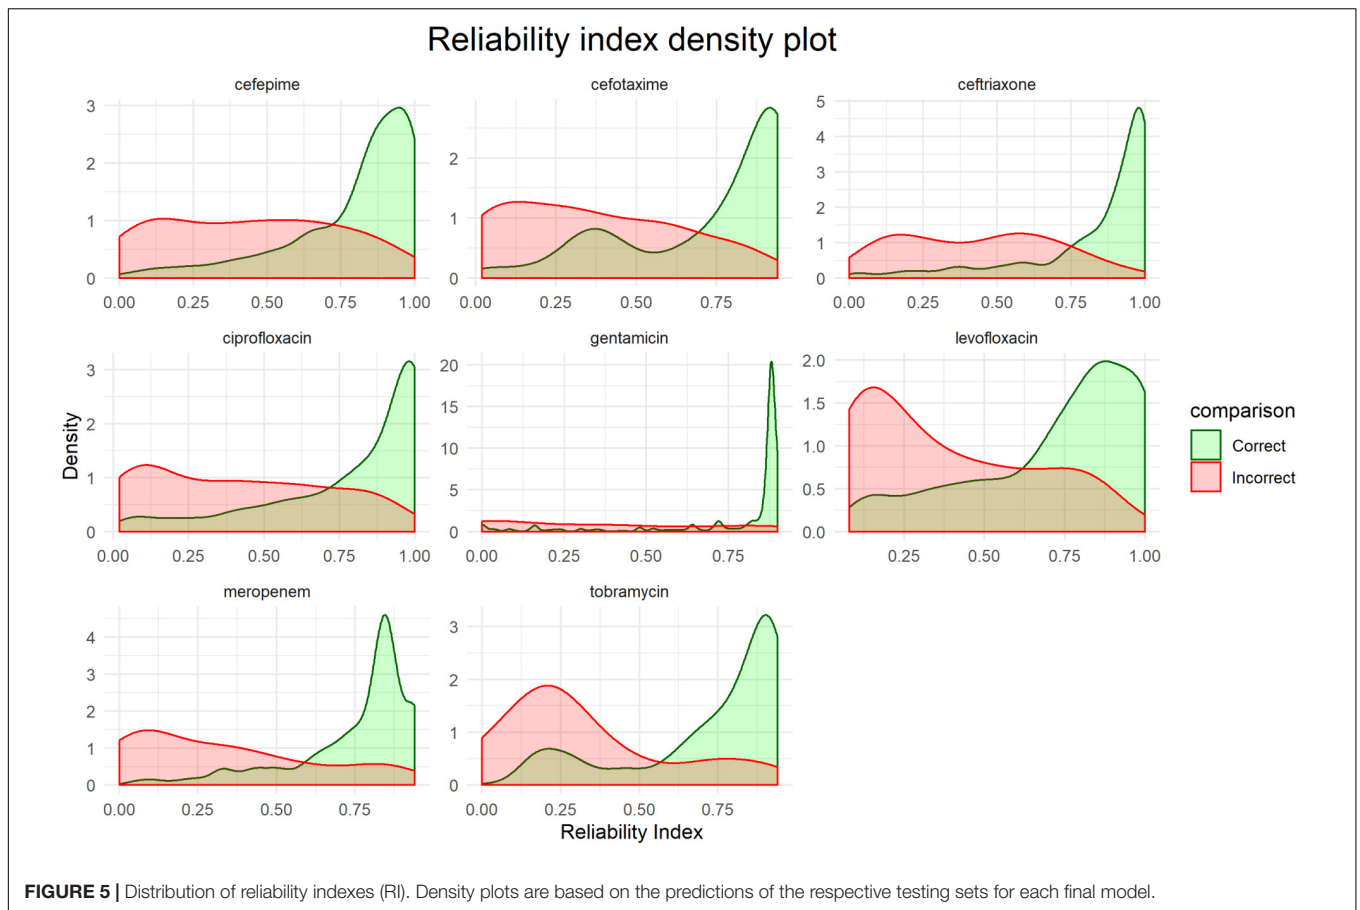 Reliability index density plot
cefepime
cefotaxime
ceftriaxone
3
2
1
0
0.00 0.25 0.50 0.75 1.00
2
1
0
0.00 0.25 0.50 0.75
5
4
3
2
1
0
0.00 0.25 0.50 0.75 1.00
ciprofloxacin
gentamicin
levofloxacin
Density
3
2
1
0
0.00 0.25 0.50 0.75 1.00
20
15
10
5
0
0.00 0.25 0.50 0.75
2.0
1.5
1.0
0.5
0.0
0.25 0.50 0.75 1.00
comparison
Correct
Incorrect
meropenem
tobramycin
4
3
2
1
0
0.00 0.25 0.50 0.75
3
2
1
0
0.00 0.25 0.50 0.75
Reliability Index
FIGURE 5 | Distribution of reliability indexes (RI). Density plots are based on the predictions of the respective testing sets for each final model.